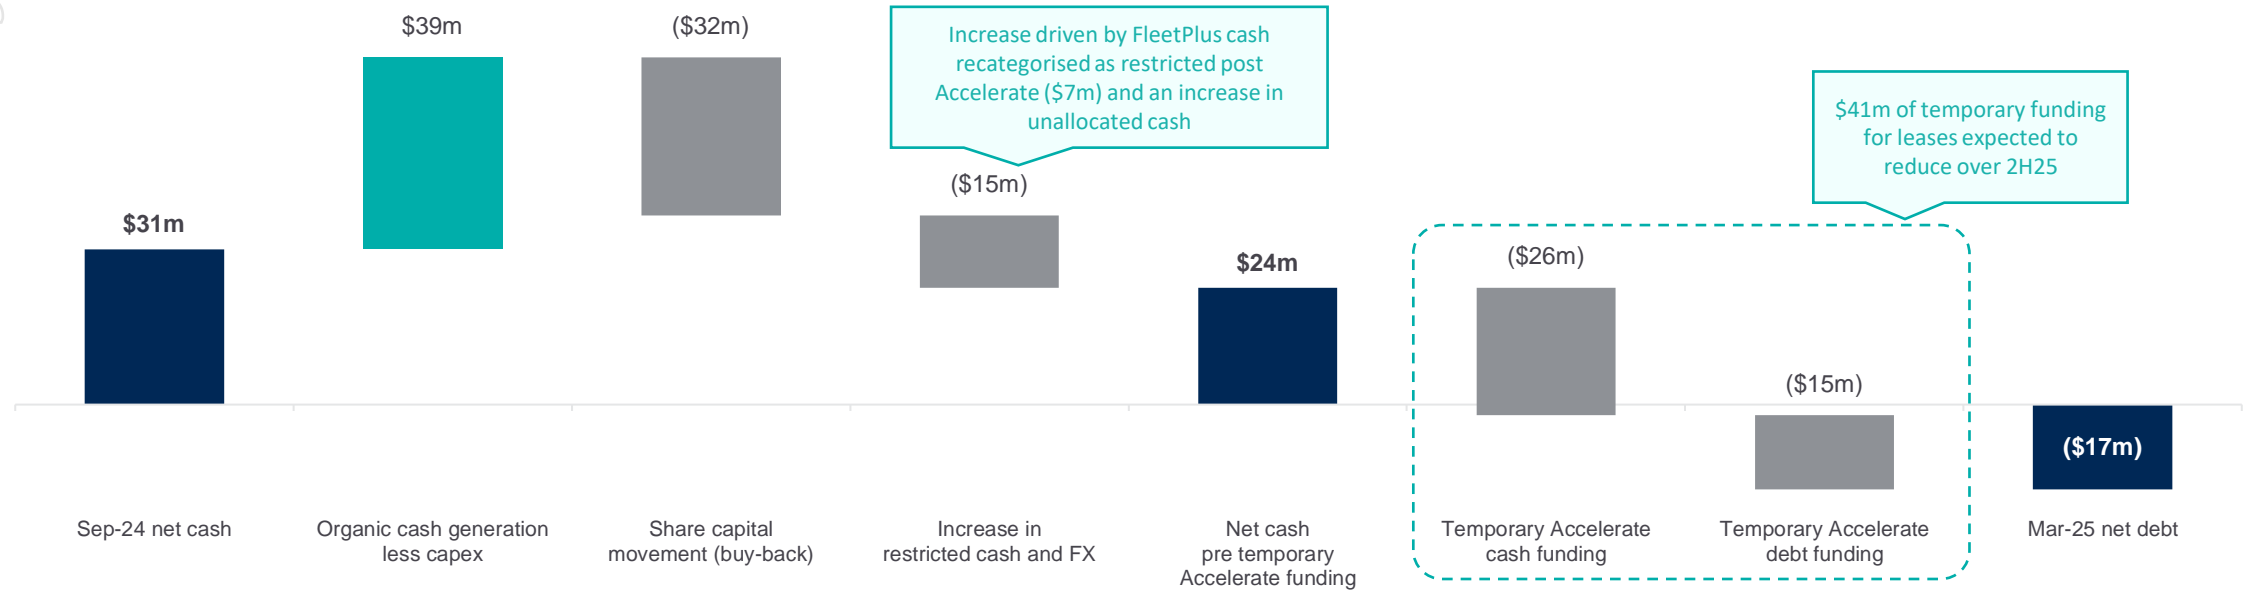 $39m
($32m)
Increase driven by FleetPlus cash
recategorised as restricted post
Accelerate ($7m) and an increase in
unallocated cash
$41m of temporary funding
for leases expected to
reduce over 2H25
$31m
($15m)
$24m
($26m)
($15m)
($17m)
Sep-24 net cash
Organic cash generation
less capex
Share capital
movement (buy-back)
Increase in
restricted cash and FX
Net cash
pre temporary
Accelerate funding
Temporary Accelerate
cash funding
Temporary Accelerate
debt funding
Mar-25 net debt